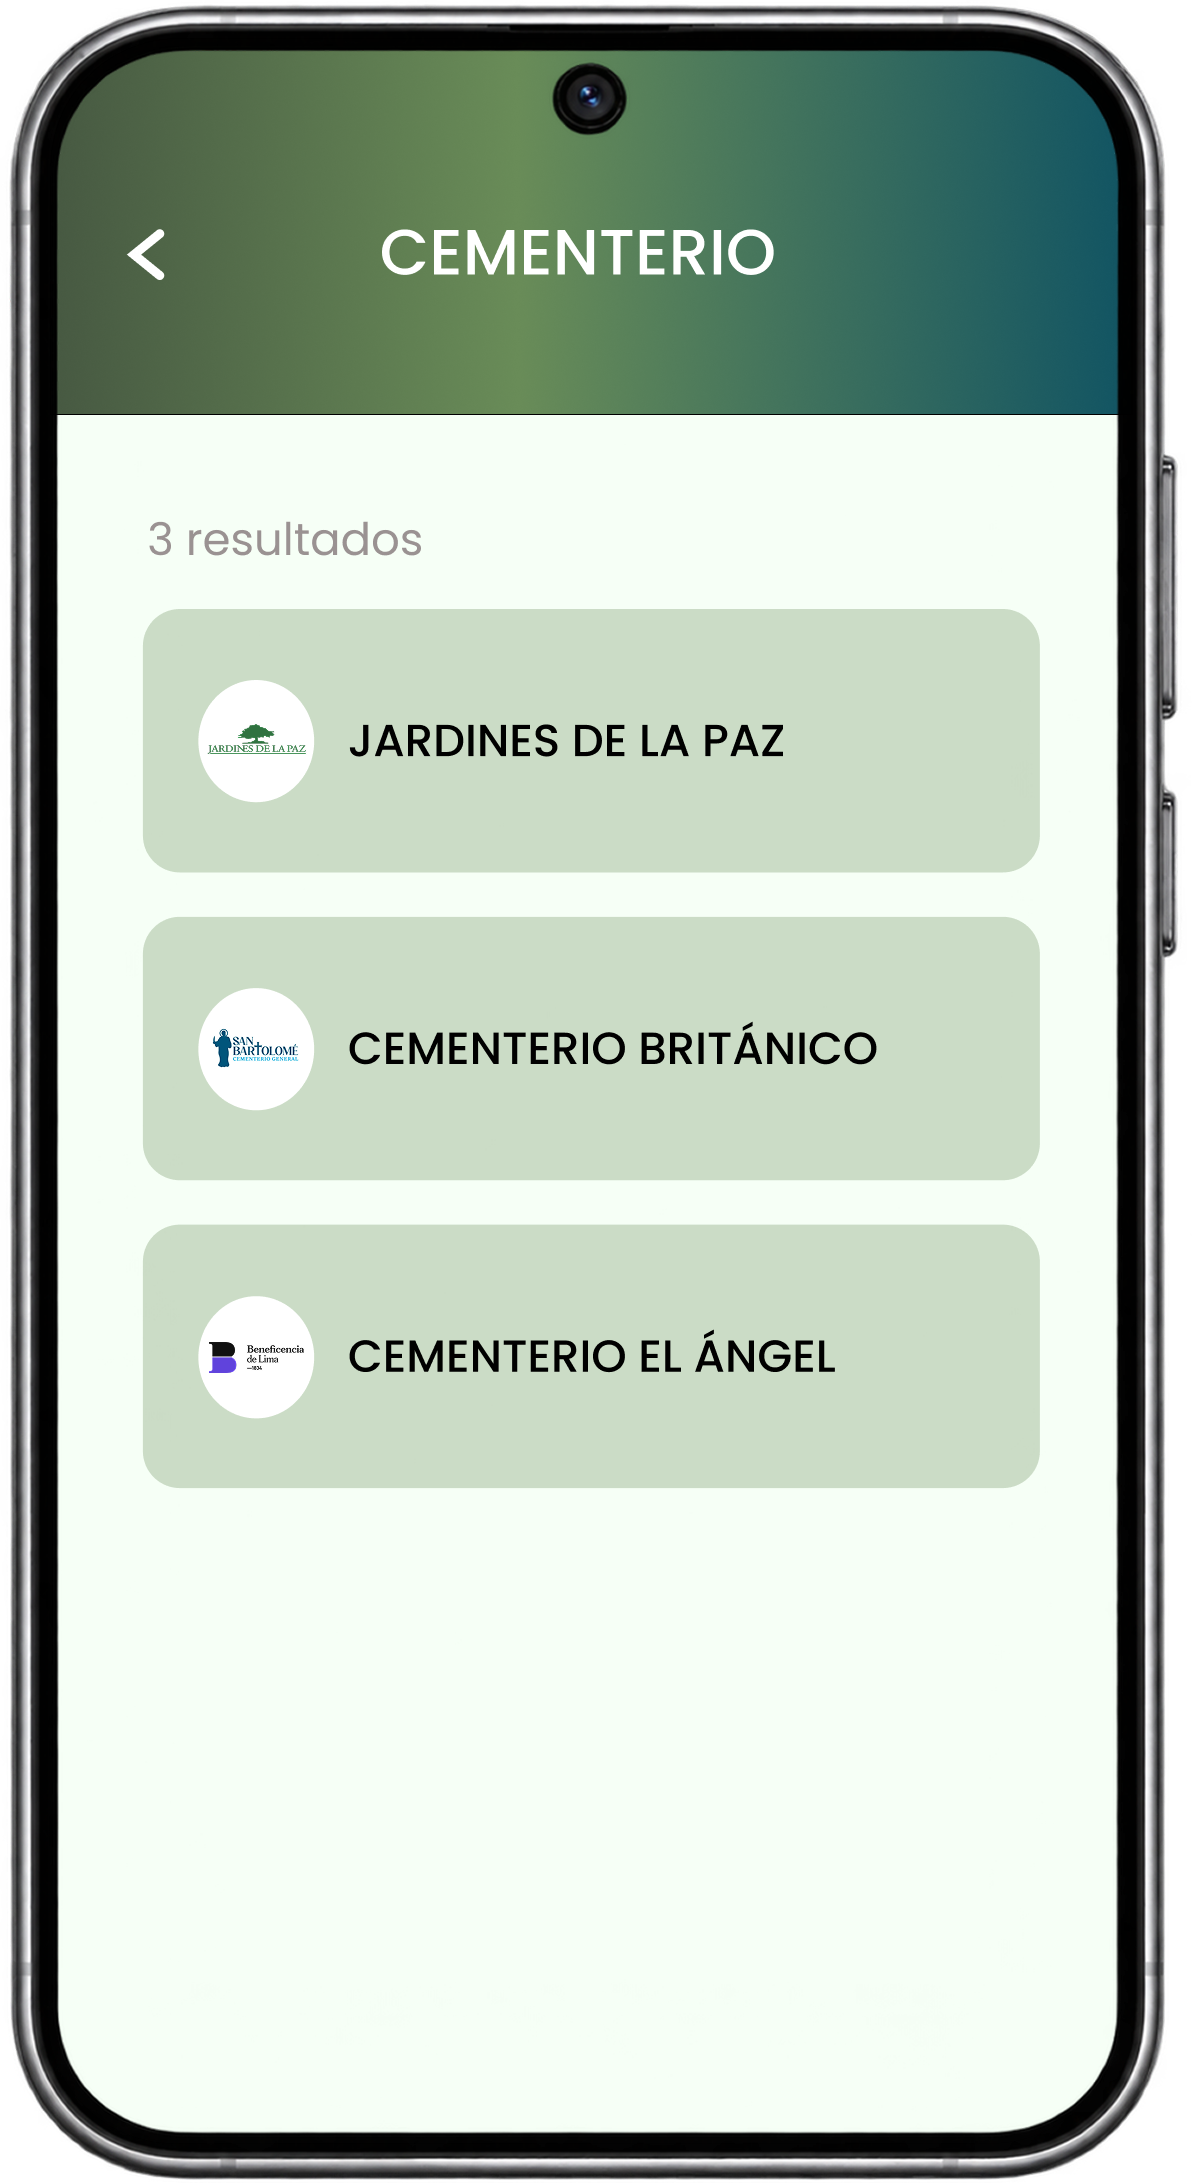 CEMENTERIO
3 resultados
JARDINES DE LA PAZ
JARDINES DE LA PAZ
SAN
BARTOLOMÉ
CEMENTERIO GENERAL
CEMENTERIO BRITÁNICO
Beneficencia
de Lima
—1834
CEMENTERIO EL ÁNGEL